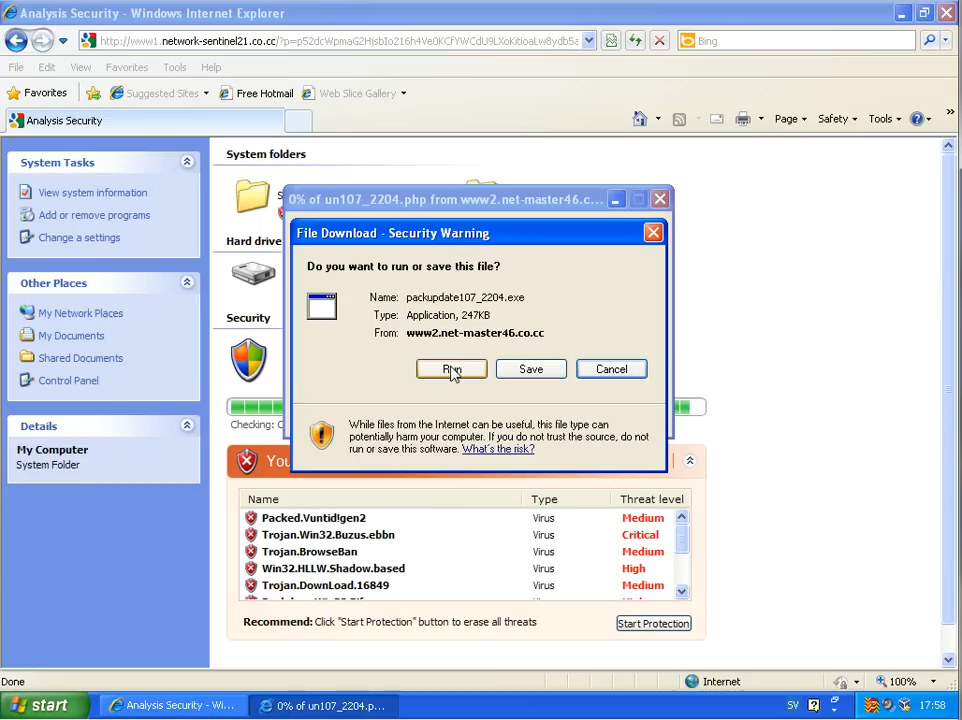 Analysis Security - Windows Internet Explorer
http://www1.network-sentinel21.co.cc/?p=
Bing
File Edit View Favorites Tools Help
Favorites Suggested Sites Free Hotmail Web Slice Gallery
Analysis Security
Page Safety Tools
System Tasks
View system information
Add or remove programs
Change a settings
Other Places
My Network Places
My Documents
Shared Documents
Control Panel
Details
My Computer
System Folder
System folders
Hard drive
Security
Checking:
0% of un107_2204.php from www2.net-master46.c...
File Download - Security Warning
Do you want to run or save this file?
Name: packupdate107_2204.exe
Type: Application, 247KB
From: www2.net-master46.co.cc
Run Save Cancel
While files from the Internet can be useful, this file type can
potentially harm your computer. If you do not trust the source, do not
run or save this software. What's the risk?
You
Name Type Threat level
Packed.Vuntid!gen2 Virus Medium
Trojan.Win32.Buzus.ebbn Virus Critical
Trojan.BrowseBan Virus Medium
Win32.HLLW.Shadow.based Virus High
Trojan.DownLoad.16849 Virus Medium
Recommend: Click "Start Protection" button to erase all threats
Start Protection
Done Internet 100%
start Analysis Security - Wi... 0% of un107_2204.p... SV 17:58